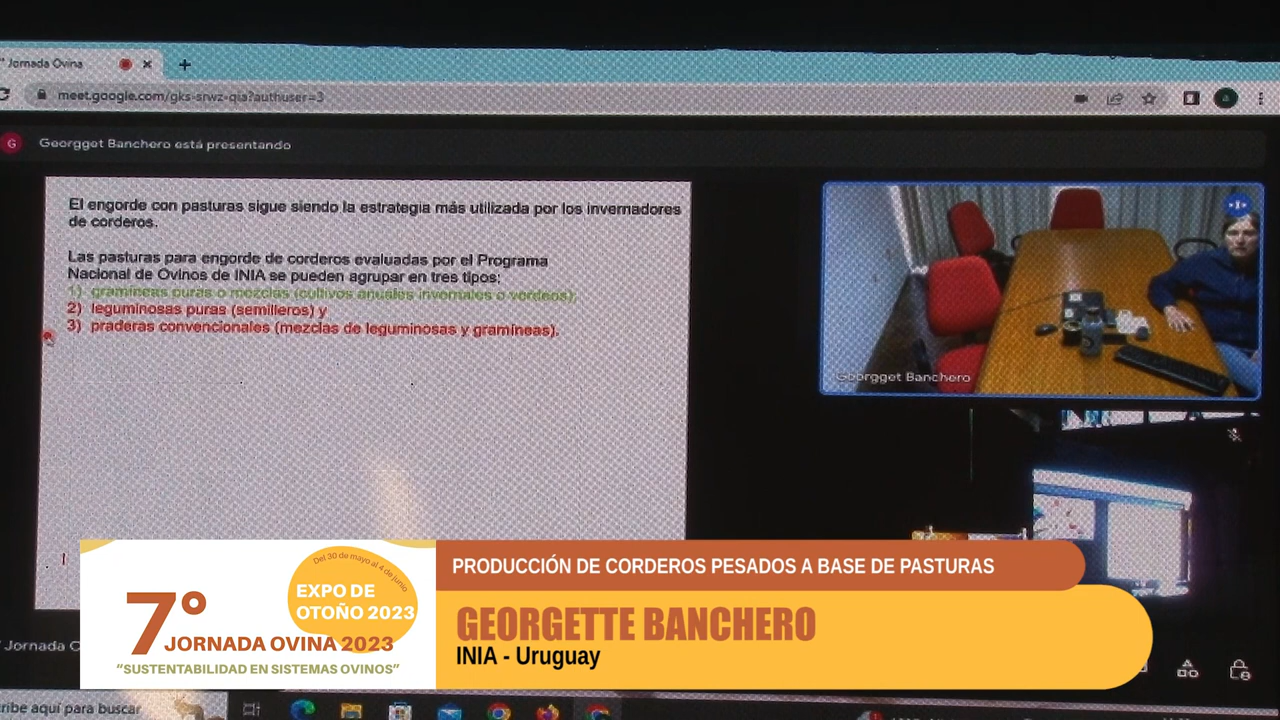 Jornada Ovina
meet.google.com/gks-srwz-qia?authuser=3
G
Georgget Banchero está presentando
El engorde con pasturas sigue siendo la estrategia más utilizada por los invernadores
de corderos.
Las pasturas para engorde de corderos evaluadas por el Programa
Nacional de Ovinos de INIA se pueden agrupar en tres tipos;
1) gramíneas puras o mezclas (cultivos anuales invernales o verdeos);
2) leguminosas puras (semilleros) y
3) praderas convencionales (mezclas de leguminosas y gramíneas).
Georgget Banchero
Del 30 de mayo al 4 de junio
EXPO DE
OTOÑO 2023
7°
JORNADA OVINA 2023
“SUSTENTABILIDAD EN SISTEMAS OVINOS”
PRODUCCIÓN DE CORDEROS PESADOS A BASE DE PASTURAS
GEORGETTE BANCHERO
INIA - Uruguay
Jornada O
ribe aquí para buscar